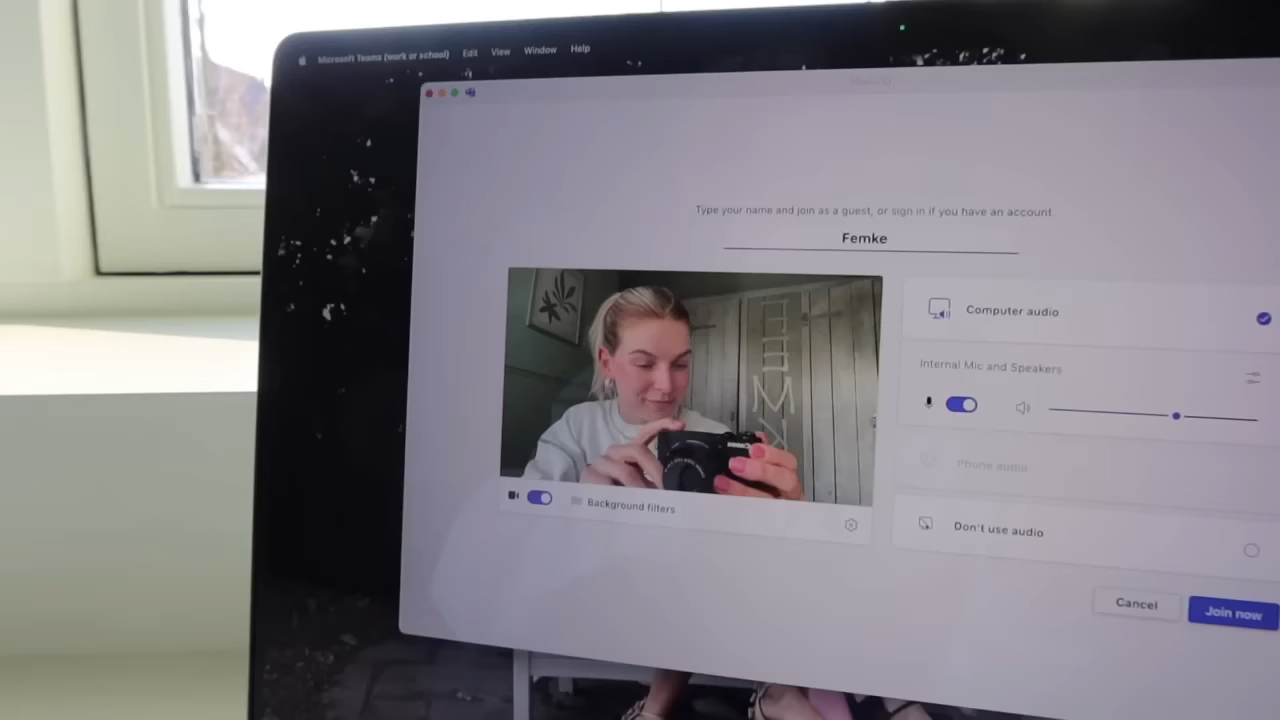 Microsoft Teams (work or school) Edit View Window Help
Type your name and join as a guest, or sign in if you have an account
Femke
Computer audio
Internal Mic and Speakers
Phone audio
Background filters
Don't use audio
Cancel
Join now